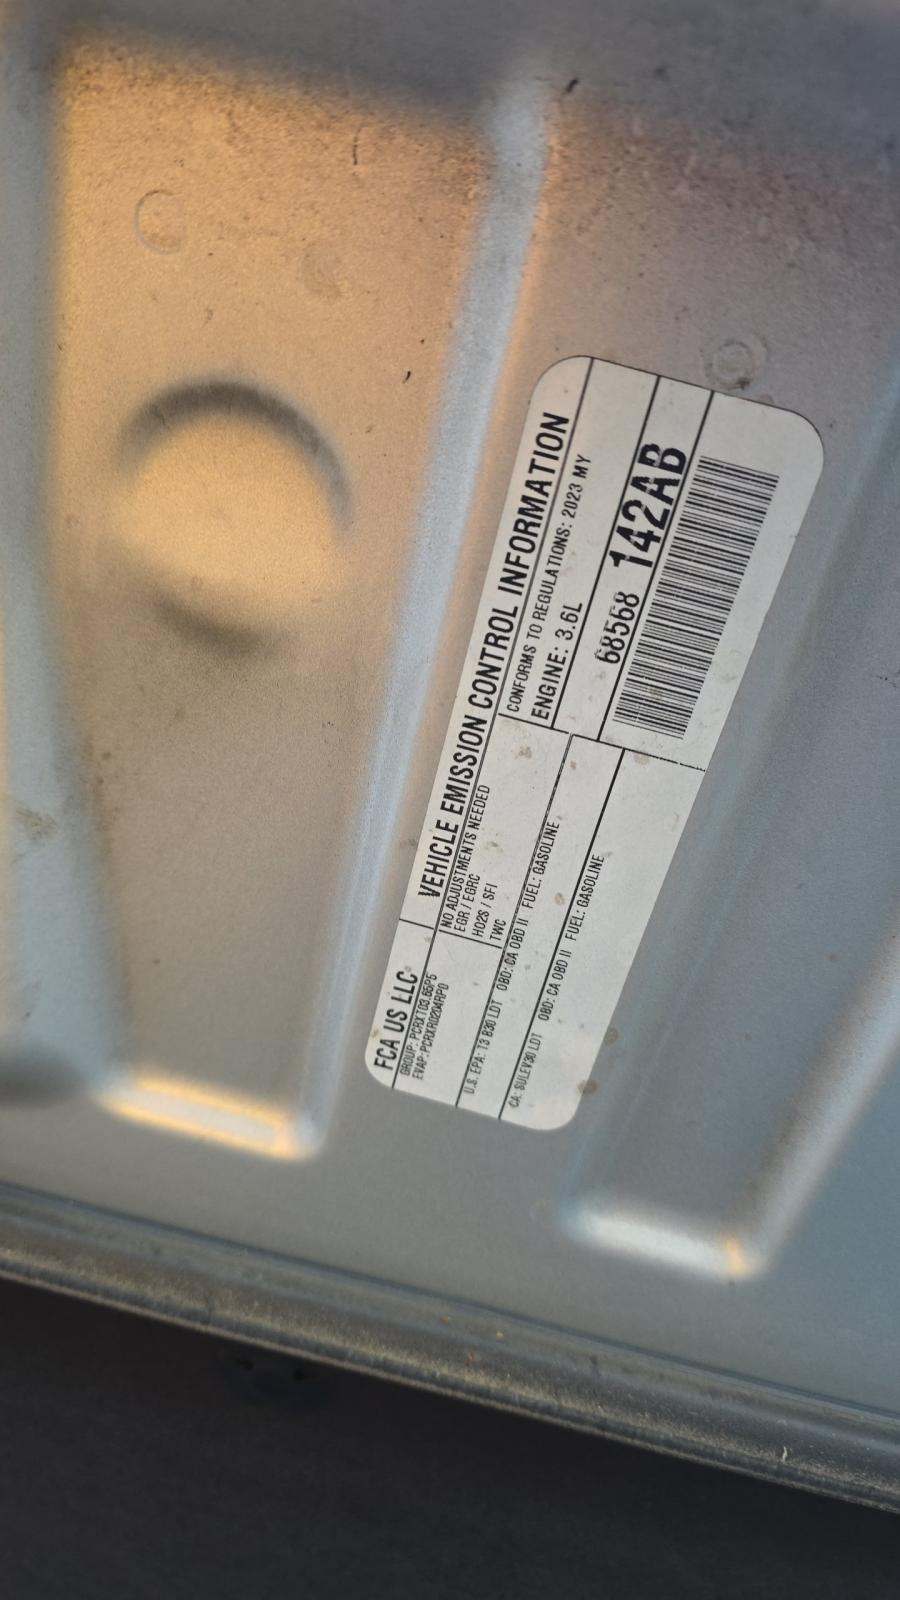 VEHICLE EMISSION CONTROL INFORMATION
FCA US LLC
GROUP: PCRXT03.65P5
EVAP: PCRXR0204RP0
NO ADJUSTMENTS NEEDED
EGR / EGRC
HO2S / SFI
TWC
CONFORMS TO REGULATIONS: 2023 MY
ENGINE: 3.6L
U.S. EPA: T3 B30 LDT OBD: CA OBD II FUEL: GASOLINE
CA: SULEV30 LDT OBD: CA OBD II FUEL: GASOLINE
68568 142AB